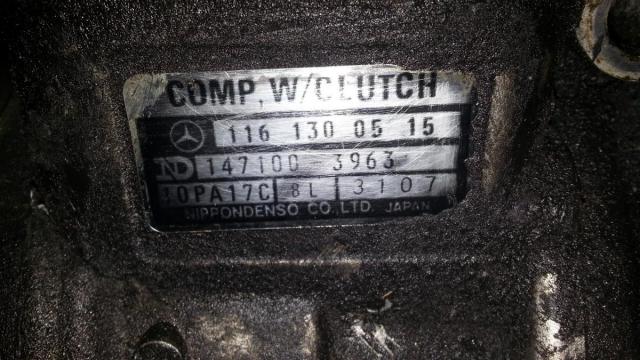 COMP, W/CLUTCH
116 130 05 15
ND 147100 3963
10PA17C 8L 3107
NIPPONDENSO CO., LTD. JAPAN